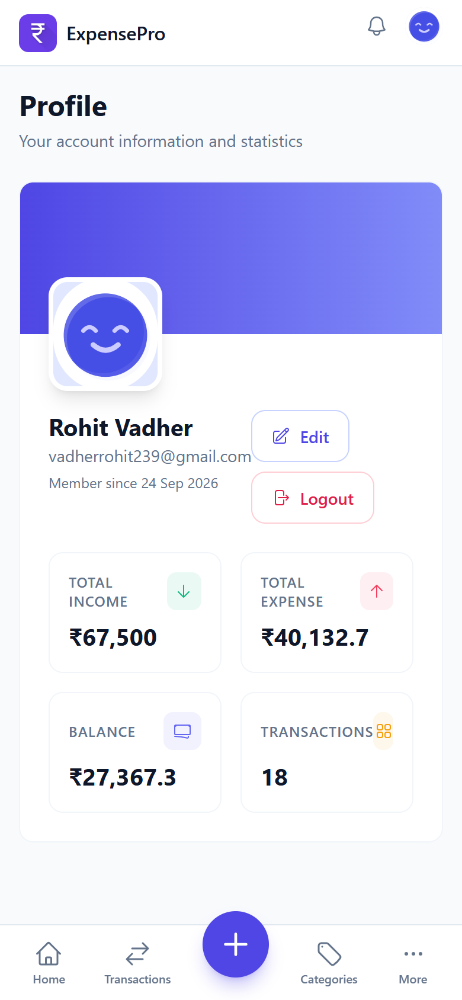 ₹ ExpensePro
Profile
Your account information and statistics
Rohit Vadher
vadherrohit239@gmail.com
Member since 24 Sep 2026
Edit
Logout
TOTAL
INCOME
₹67,500
TOTAL
EXPENSE
₹40,132.7
BALANCE
₹27,367.3
TRANSACTIONS
18
Home
Transactions
Categories
More